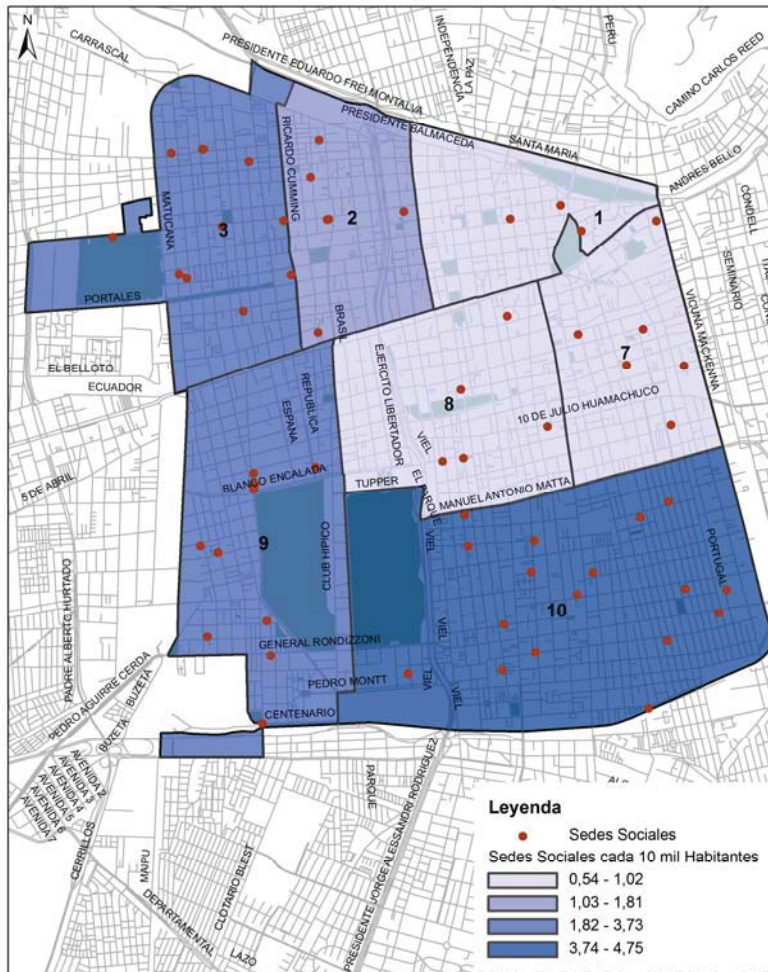 N
CARRASCAL
PRESIDENTE EDUARDO FREI MONTALVA
INDEPENDENCIA
LA PAZ
PERU
CAMINO CARLOS REED
PRESIDENTE BALMACEDA
SANTA MARIA
ANDRES BELLO
RICARDO CUMMING
MATUCANA
CONDELL
SEMINARIO
VICUNA MACKENNA
1
2
3
PORTALES
BRASIL
EL BELLOTO
ECUADOR
EJERCITO LIBERTADOR
7
8
REPUBLICA
ESPAÑA
10 DE JULIO HUAMACHUCO
VIEL
EL PARQUE
5 DE ABRIL
BLANCO ENCALADA
TUPPER
MANUEL ANTONIO MATTA
VIEL
PORTUGAL
9
CLUB HIPICO
10
PADRE ALBERTO HURTADO
VIEL
GENERAL RONDIZZONI
PEDRO AGUIRRE CERDA
BUZETA
PEDRO MONTT
VIEL
VIEL
CENTENARIO
BUZETA
AVENIDA 2
AVENIDA 3
AVENIDA 4
AVENIDA 5
AVENIDA 6
AVENIDA 7
CERRILLOS
MAIPU
PARQUE
CLOTARIO BLEST
PRESIDENTE JORGE ALESSANDRI RODRIGUEZ
DEPARTAMENTAL
LAZO
Leyenda
Sedes Sociales
Sedes Sociales cada 10 mil Habitantes
0,54 - 1,02
1,03 - 1,81
1,82 - 3,73
3,74 - 4,75